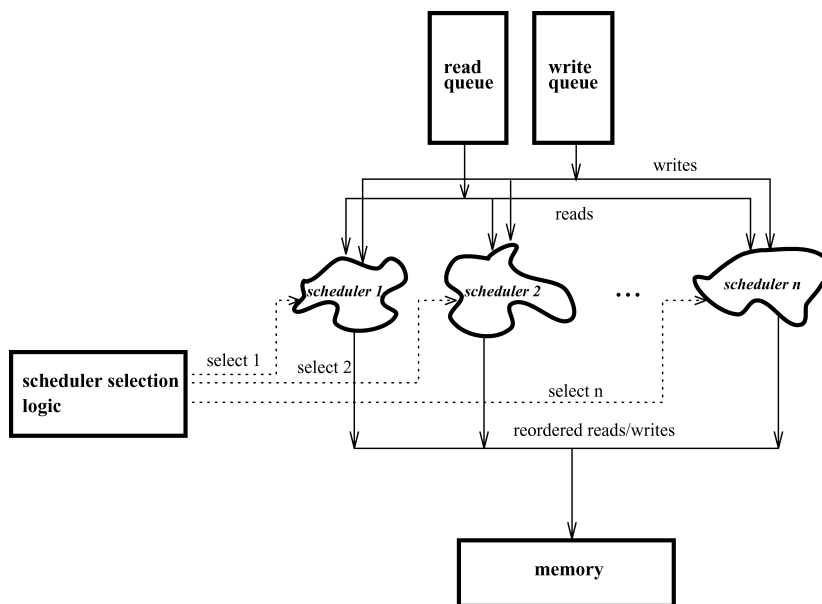 read
queue
write
queue
writes
reads
scheduler 1
scheduler 2
...
scheduler n
select 1
select 2
select n
scheduler selection
logic
reordered reads/writes
memory